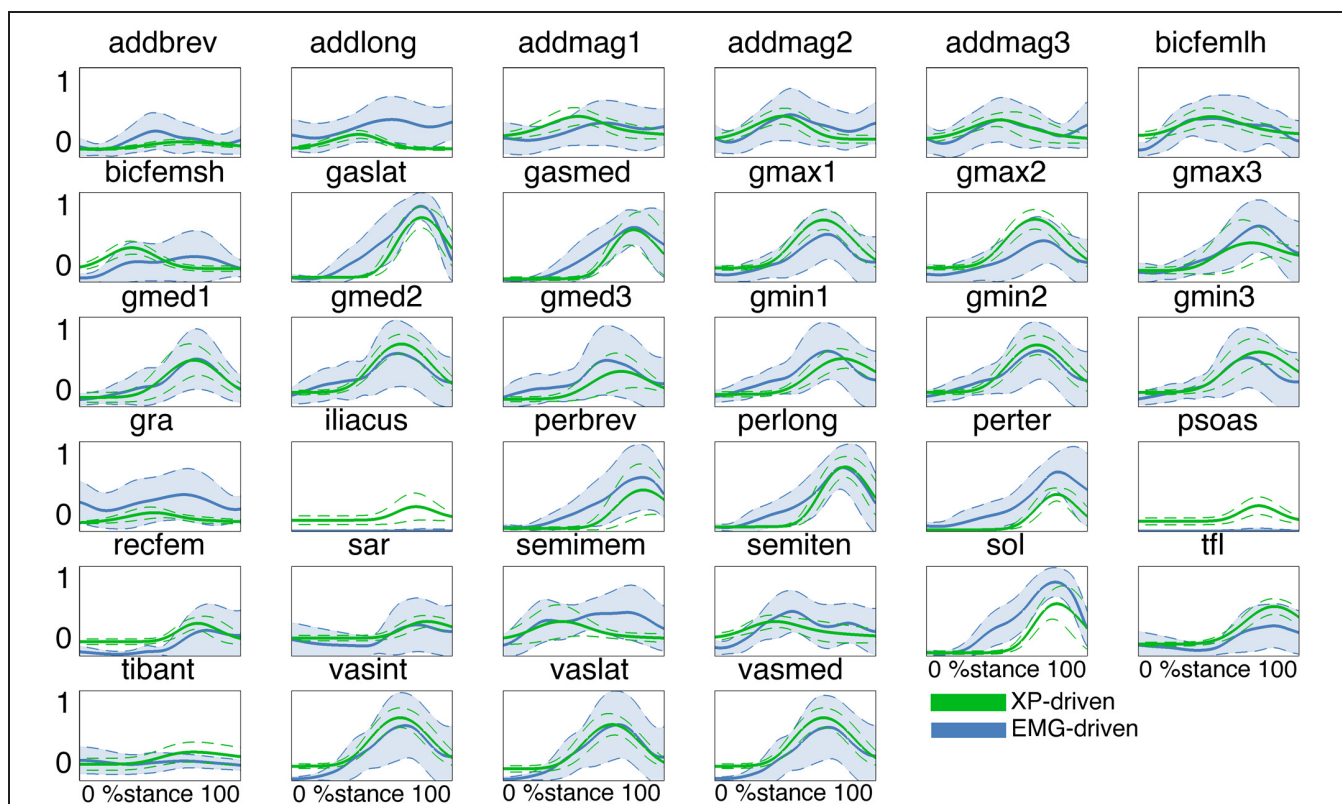 addbrev addlong addmag1 addmag2 addmag3 bicfemlh
1
0
bicfemsh gaslat gasmed gmax1 gmax2 gmax3
1
0
gmed1 gmed2 gmed3 gmin1 gmin2 gmin3
1
0
gra iliacus perbrev perlong perter psoas
1
0
recfem sar semimem semiten sol tfl
1
0
0 %stance 100 0 %stance 100
tibant vasint vaslat vasmed
XP-driven
1
EMG-driven
0
0 %stance 100 0 %stance 100 0 %stance 100 0 %stance 100